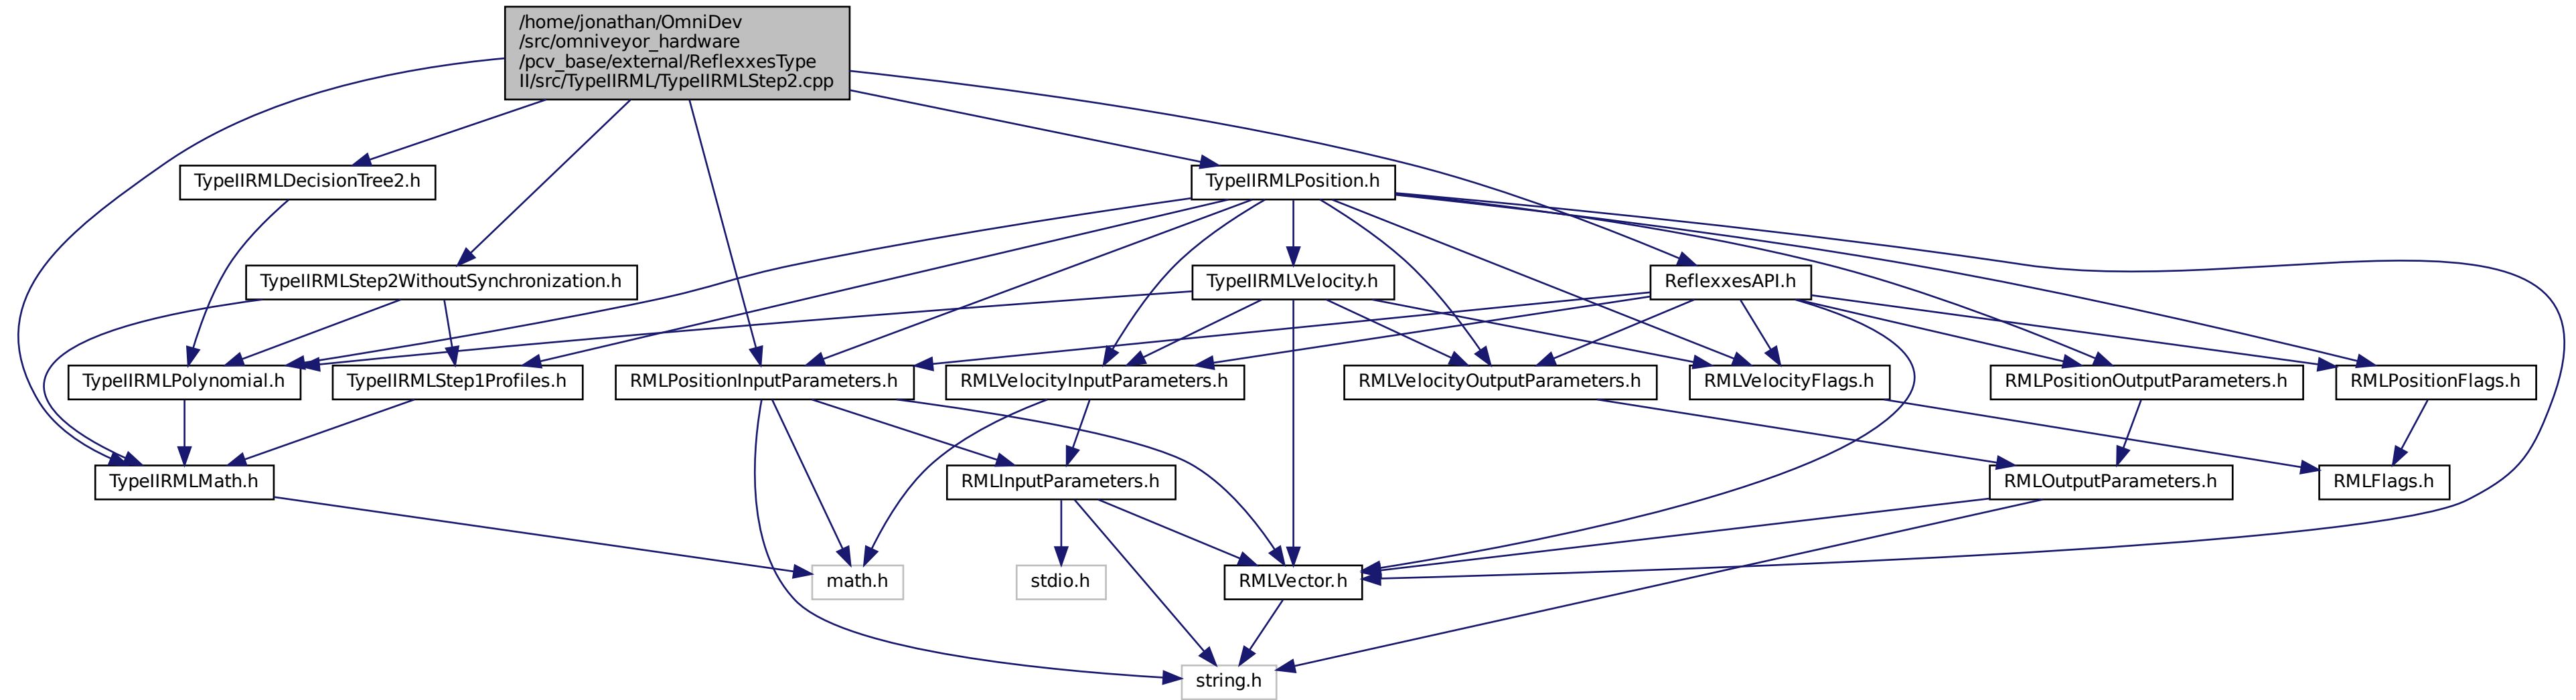 /home/jonathan/OmniDev
/src/omniveyor_hardware
/pcv_base/external/ReflexxesType
II/src/TypeIIRML/TypeIIRMLStep2.cpp
TypeIIRMLDecisionTree2.h
TypeIIRMLPosition.h
TypeIIRMLStep2WithoutSynchronization.h
TypeIIRMLVelocity.h
ReflexxesAPI.h
TypeIIRMLPolynomial.h
TypeIIRMLStep1Profiles.h
RMLPositionInputParameters.h
RMLVelocityInputParameters.h
RMLVelocityOutputParameters.h
RMLVelocityFlags.h
RMLPositionOutputParameters.h
RMLPositionFlags.h
TypeIIRMLMath.h
RMLInputParameters.h
RMLOutputParameters.h
RMLFlags.h
math.h
stdio.h
RMLVector.h
string.h